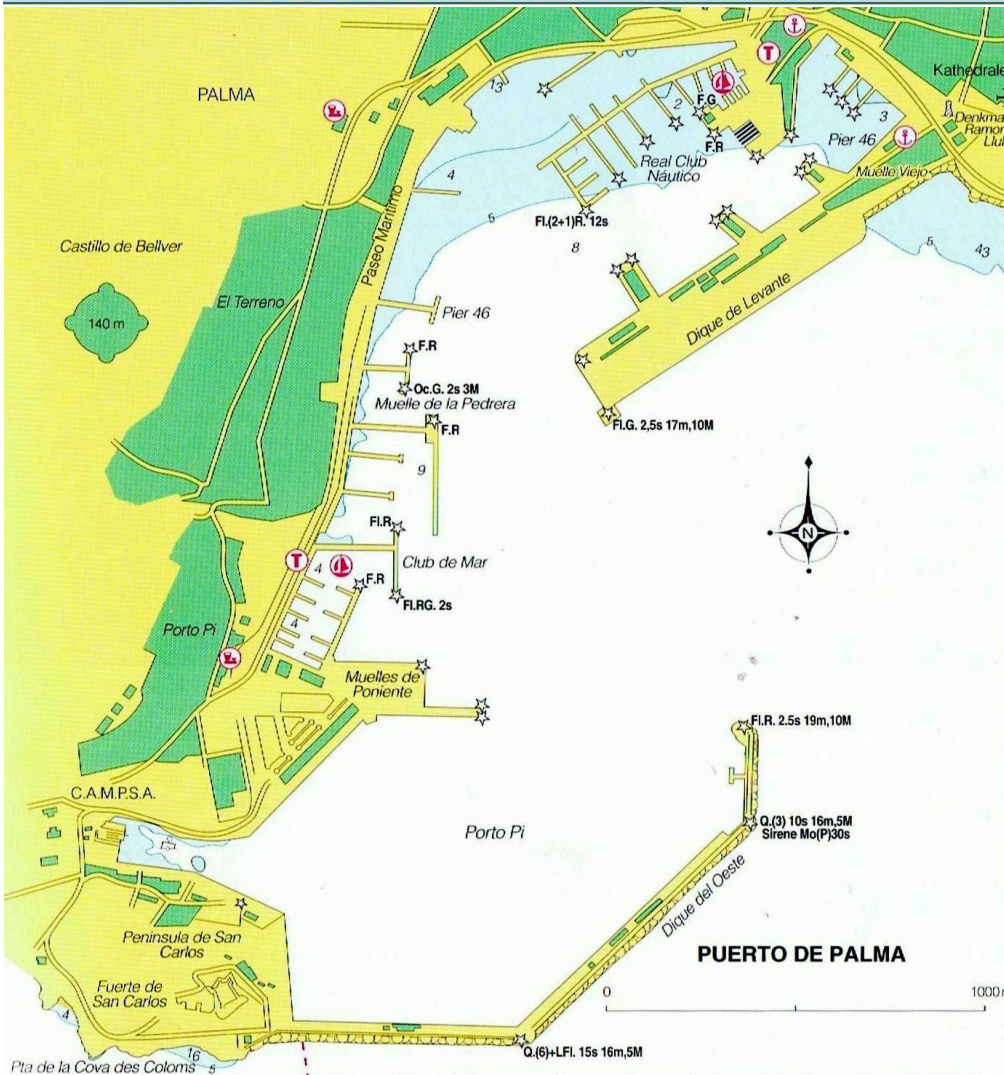 13
PALMA
T
Kathedrale
F.G
2
3
Denkma
Ramon
Llul
F.R
Pier 46
Real Club
Náutico
Muelle Viejo
4
Paseo Marítimo
5
Fl.(2+1)R. 12s
8
5
43
Castillo de Bellver
El Terreno
140 m
Pier 46
Dique de Levante
F.R
Oc.G. 2s 3M
Muelle de la Pedrera
F.R
Fl.G. 2,5s 17m,10M
9
Fl.R
N
T
4
Club de Mar
F.R
Fl.RG. 2s
4
Porto Pi
Muelles de
Poniente
Fl.R. 2.5s 19m,10M
C.A.M.P.S.A.
Porto Pi
Q.(3) 10s 16m,5M
Sirene Mo(P)30s
Dique del Oeste
Peninsula de San
Carlos
PUERTO DE PALMA
Fuerte de
San Carlos
0
1000
4
16
5
Q.(6)+LFl. 15s 16m,5M
Pta de la Cova des Coloms